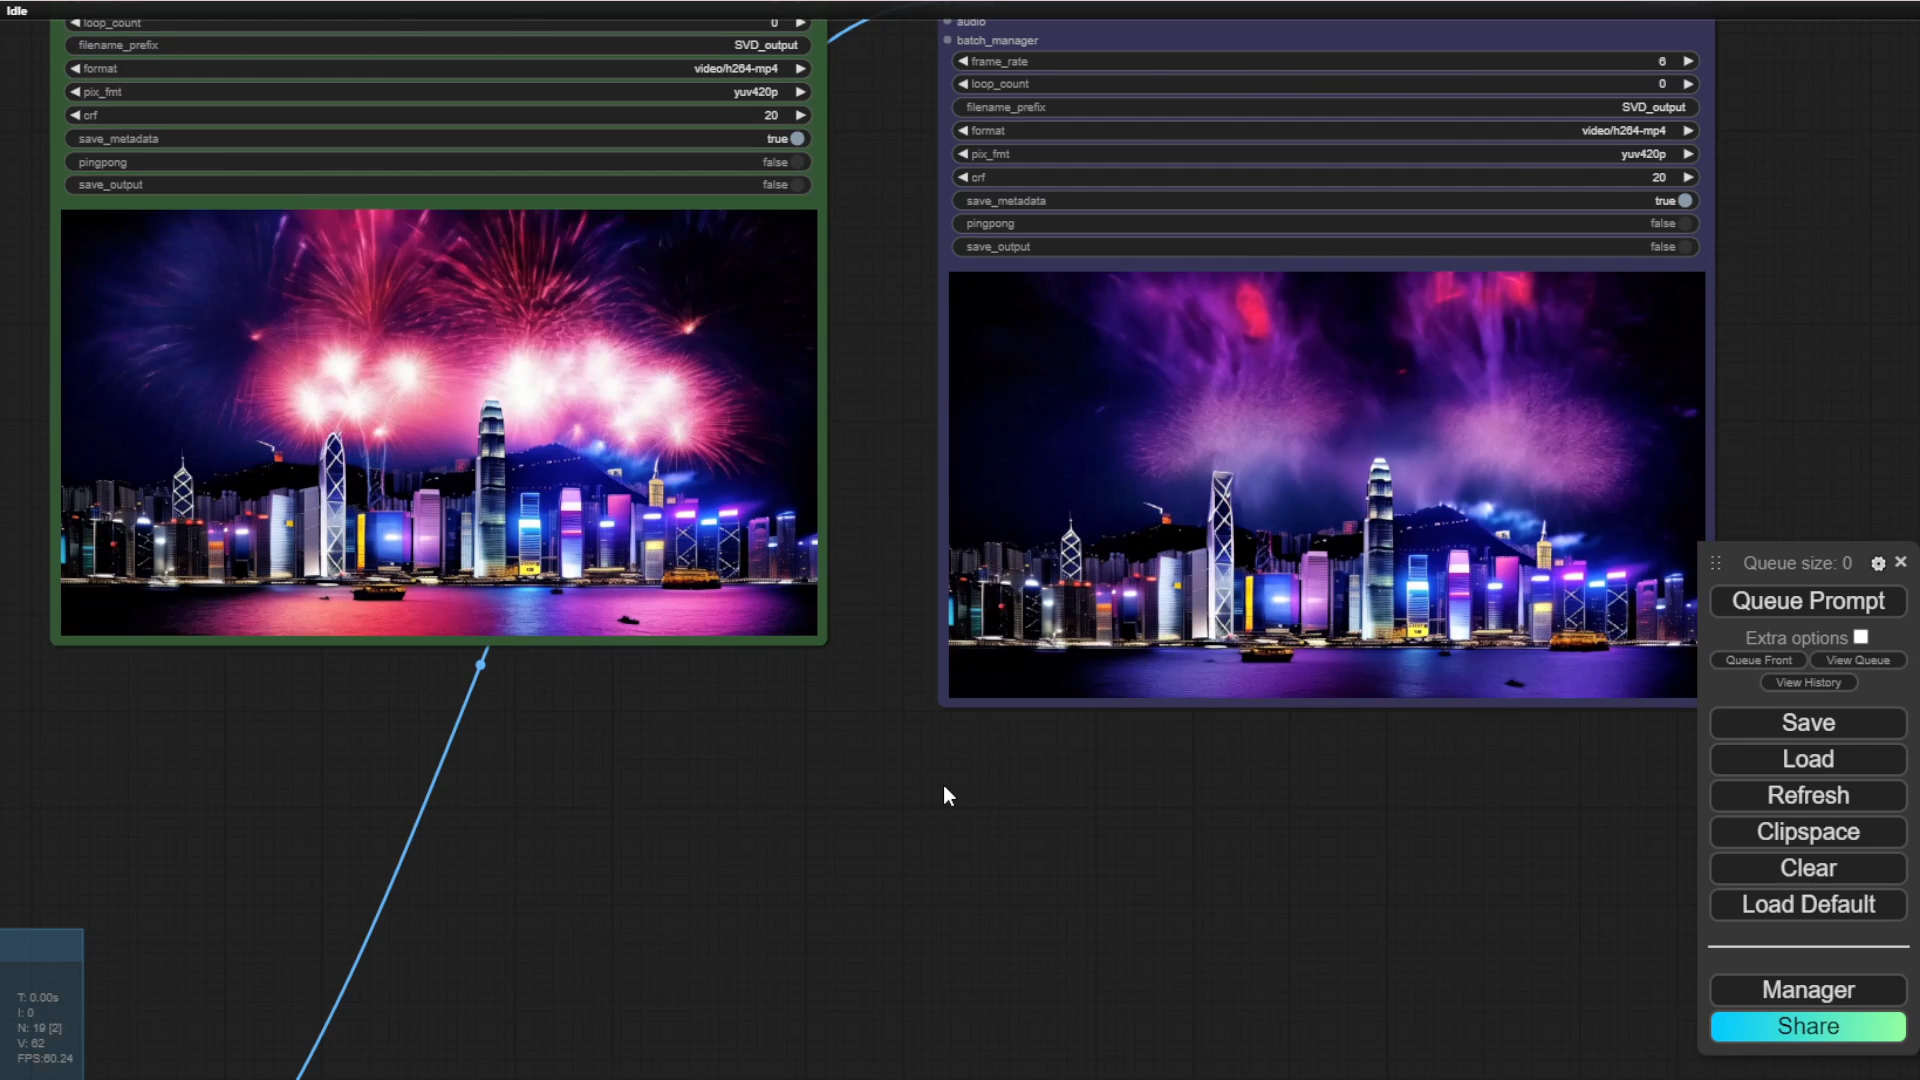 Idle
loop_count 0
filename_prefix SVD_output
format video/h264-mp4
pix_fmt yuv420p
crf 20
save_metadata true
pingpong false
save_output false
audio
batch_manager
frame_rate 6
loop_count 0
filename_prefix SVD_output
format video/h264-mp4
pix_fmt yuv420p
crf 20
save_metadata true
pingpong false
save_output false
Queue size: 0
Queue Prompt
Extra options
Queue Front View Queue
View History
Save
Load
Refresh
Clipspace
Clear
Load Default
Manager
Share
T: 0.00s
I: 0
N: 19 [2]
V: 62
FPS:60.24